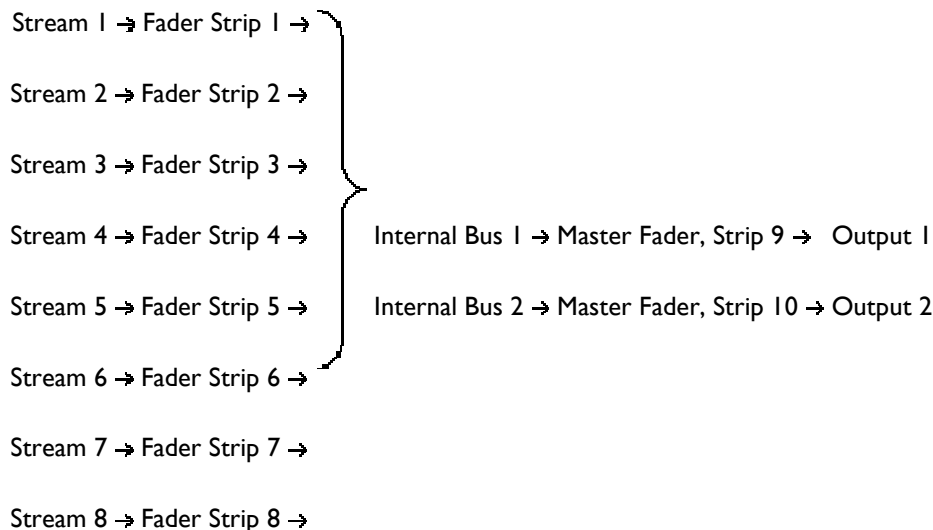 Stream 1 → Fader Strip 1 →
Stream 2 → Fader Strip 2 →
Stream 3 → Fader Strip 3 →
Stream 4 → Fader Strip 4 → Internal Bus 1 → Master Fader, Strip 9 → Output 1
Stream 5 → Fader Strip 5 → Internal Bus 2 → Master Fader, Strip 10 → Output 2
Stream 6 → Fader Strip 6 →
Stream 7 → Fader Strip 7 →
Stream 8 → Fader Strip 8 →